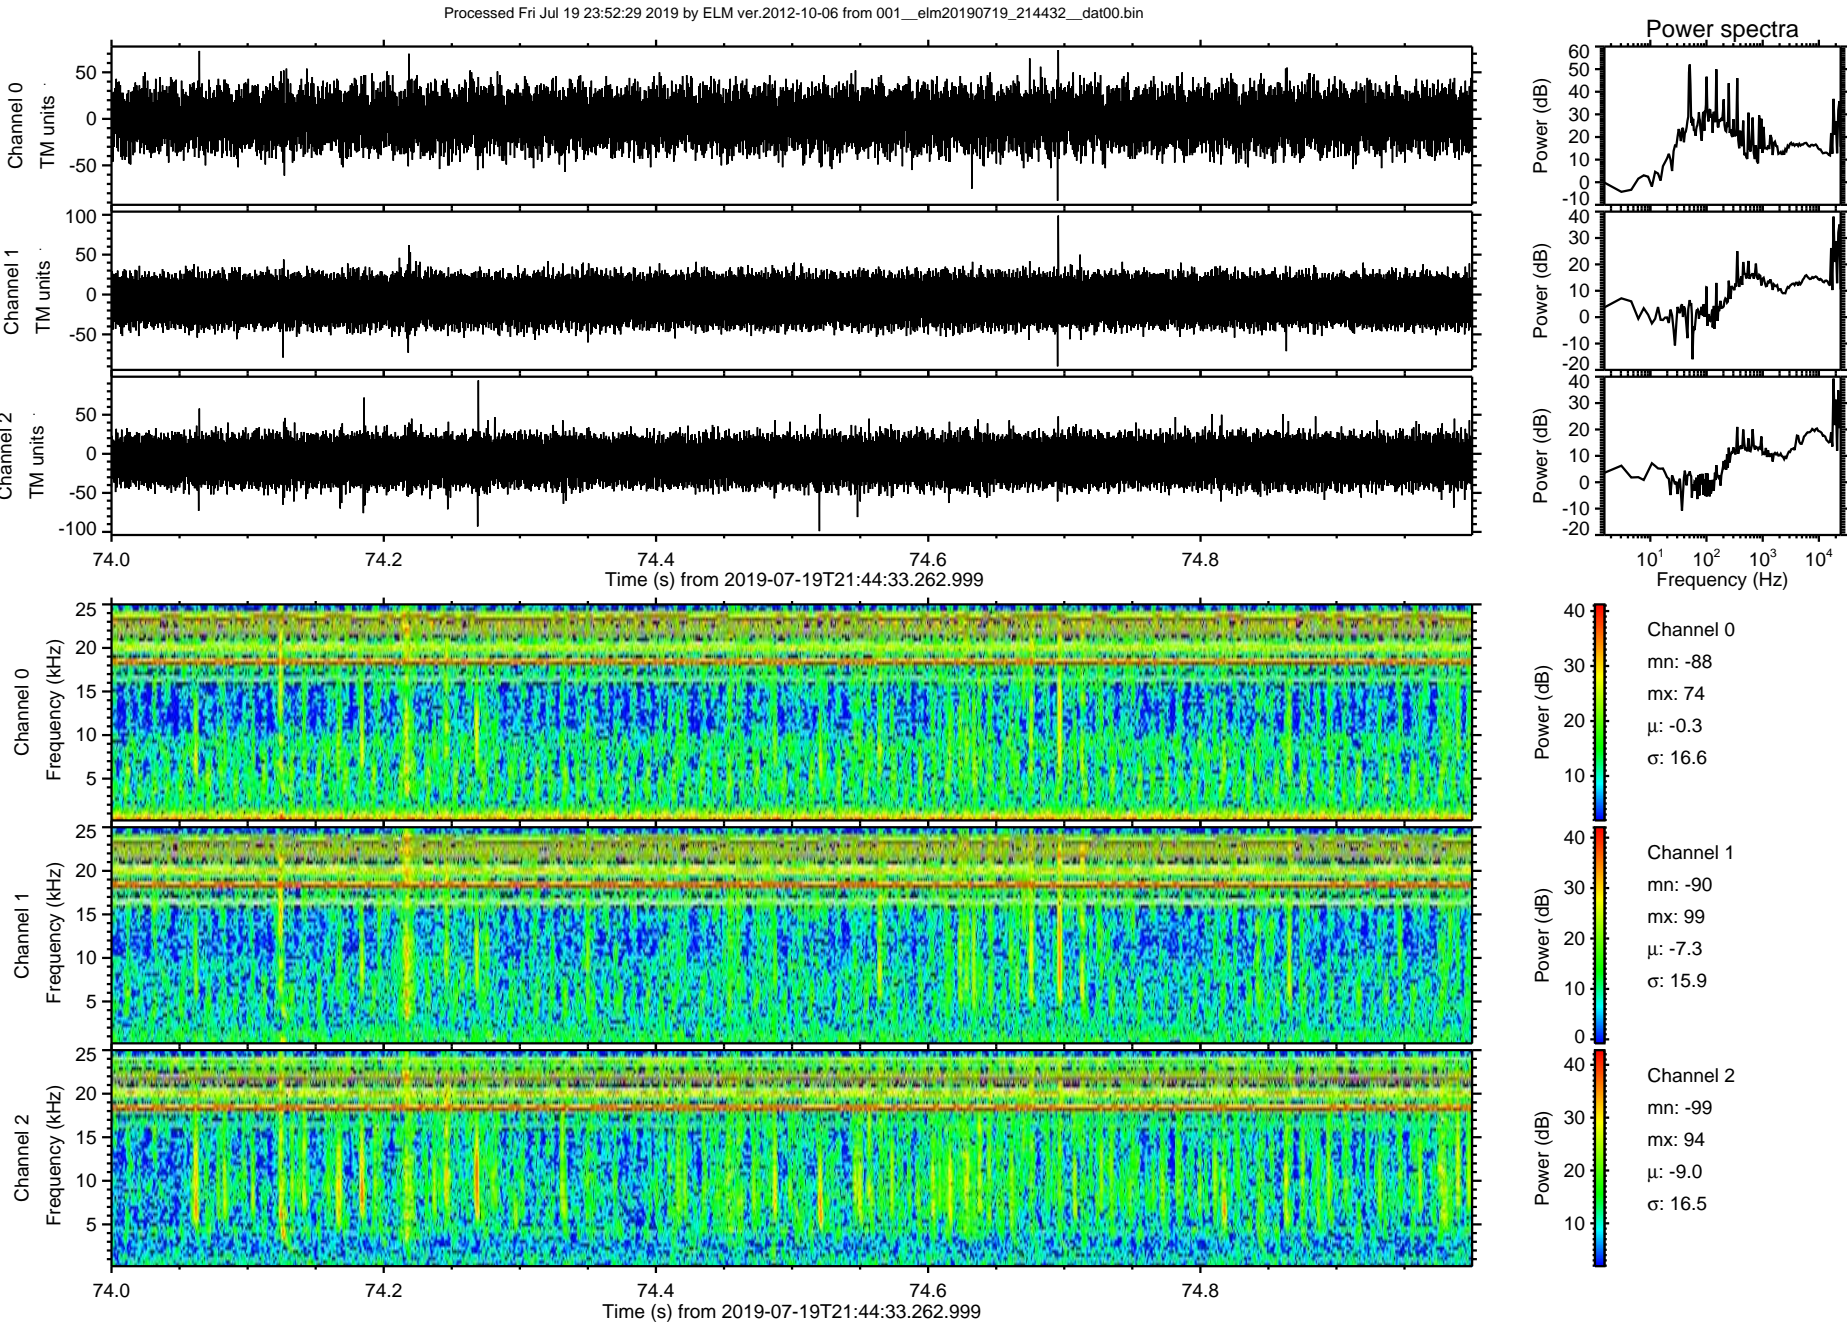 Processed Fri Jul 19 23:52:29 2019 by ELM ver.2012-10-06 from 001__elm20190719_214432__dat00.bin
Power spectra
Channel 0
TM units
50
0
-50
Power (dB)
60
50
40
30
20
10
0
-10
Channel 1
TM units
100
50
0
-50
Power (dB)
40
30
20
10
0
-10
-20
Channel 2
TM units
50
0
-50
-100
Power (dB)
40
30
20
10
0
-10
-20
74.0 74.2 74.4 74.6 74.8
Time (s) from 2019-07-19T21:44:33.262.999
10¹ 10² 10³ 10⁴
Frequency (Hz)
Channel 0
Frequency (kHz)
25
20
15
10
5
Power (dB)
40
30
20
10
Channel 0
mn: -88
mx: 74
μ: -0.3
σ: 16.6
Channel 1
Frequency (kHz)
25
20
15
10
5
Power (dB)
40
30
20
10
0
Channel 1
mn: -90
mx: 99
μ: -7.3
σ: 15.9
Channel 2
Frequency (kHz)
25
20
15
10
5
Power (dB)
40
30
20
10
Channel 2
mn: -99
mx: 94
μ: -9.0
σ: 16.5
74.0 74.2 74.4 74.6 74.8
Time (s) from 2019-07-19T21:44:33.262.999